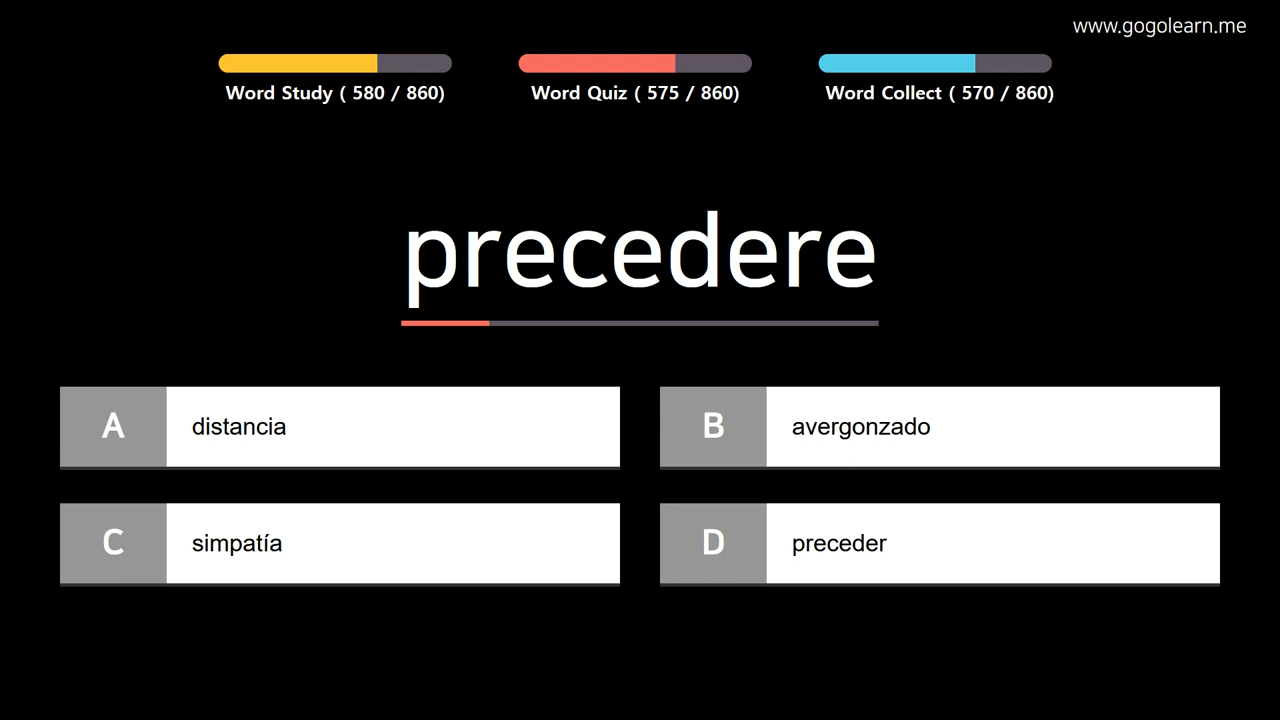 www.gogolearn.me
Word Study ( 580 / 860)
Word Quiz ( 575 / 860)
Word Collect ( 570 / 860)
precedere
A distancia
B avergonzado
C simpatía
D preceder